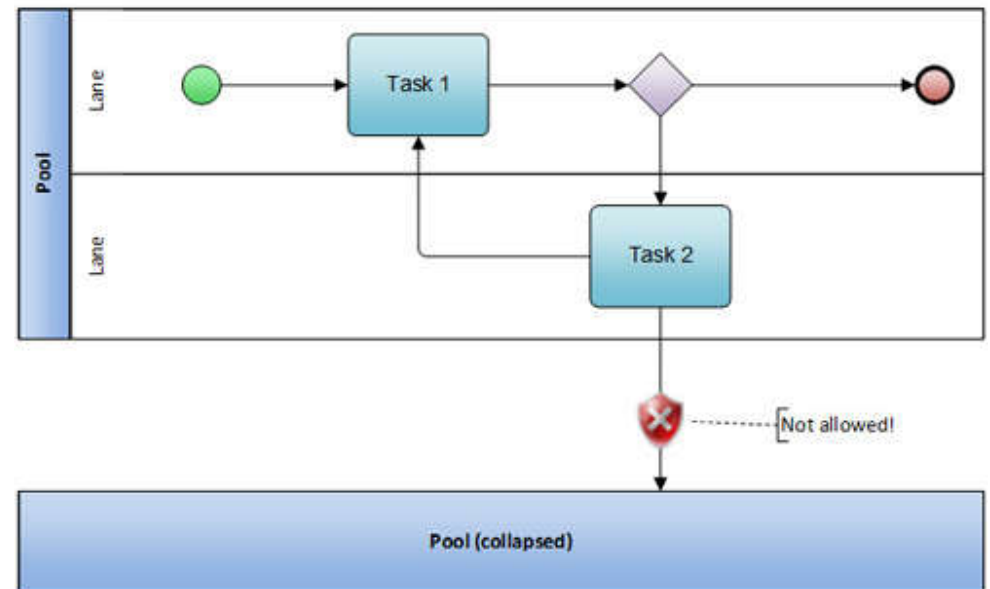 Pool
Lane
Task 1
Lane
Task 2
Not allowed!
Pool (collapsed)